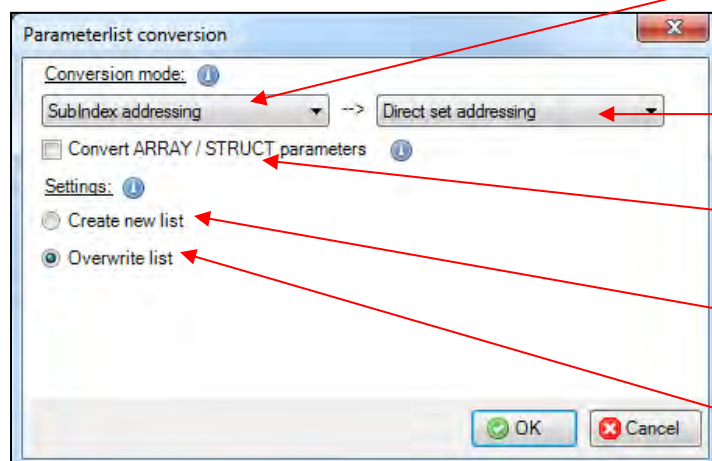 Parameterlist conversion
Conversion mode:
SubIndex addressing --> Direct set addressing
Convert ARRAY / STRUCT parameters
Settings:
Create new list
Overwrite list
OK Cancel